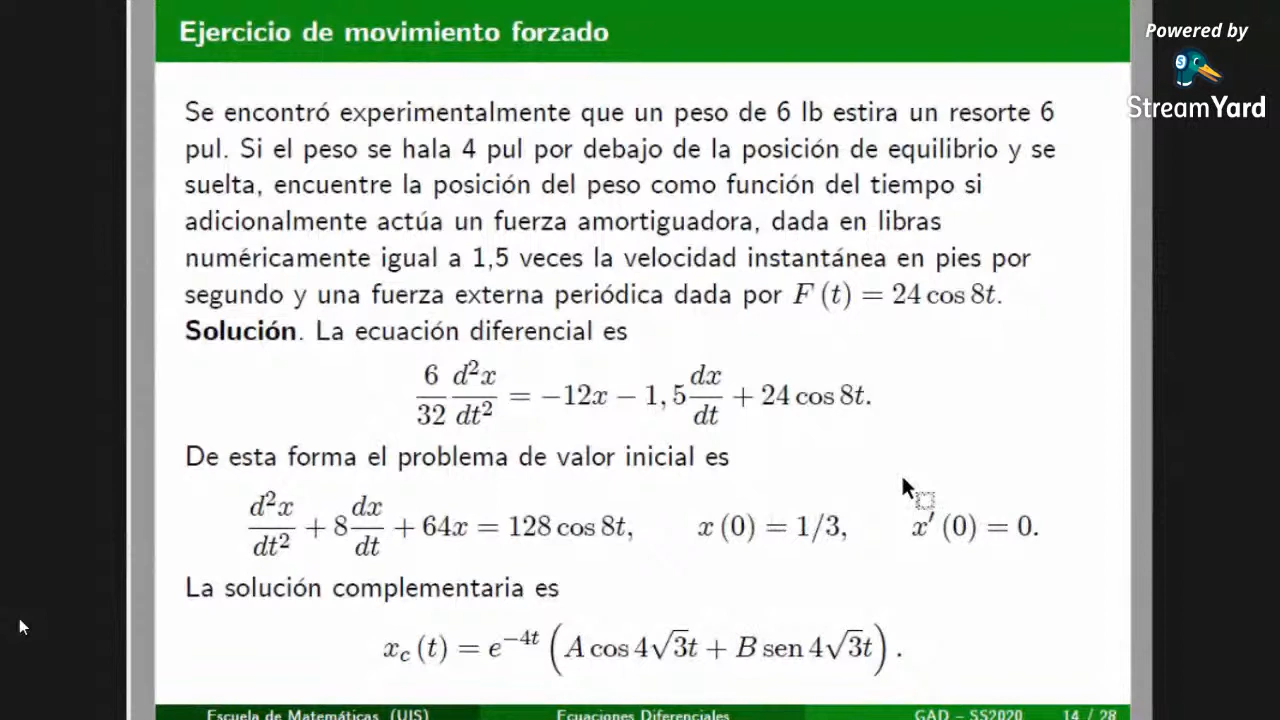 Ejercicio de movimiento forzado
Powered by
StreamYard
Se encontró experimentalmente que un peso de 6 lb estira un resorte 6
pul. Si el peso se hala 4 pul por debajo de la posición de equilibrio y se
suelta, encuentre la posición del peso como función del tiempo si
adicionalmente actúa un fuerza amortiguadora, dada en libras
numéricamente igual a 1,5 veces la velocidad instantánea en pies por
segundo y una fuerza externa periódica dada por F (t) = 24 cos 8t.
Solución. La ecuación diferencial es
6/32 d²x/dt² = −12x − 1, 5 dx/dt + 24 cos 8t.
De esta forma el problema de valor inicial es
d²x/dt² + 8 dx/dt + 64x = 128 cos 8t, x (0) = 1/3, x′ (0) = 0.
La solución complementaria es
x_c (t) = e^{−4t} (A cos 4√3t + B sen 4√3t) .
Escuela de Matemáticas (UIS) Ecuaciones Diferenciales GAD – SS2020 14 / 28